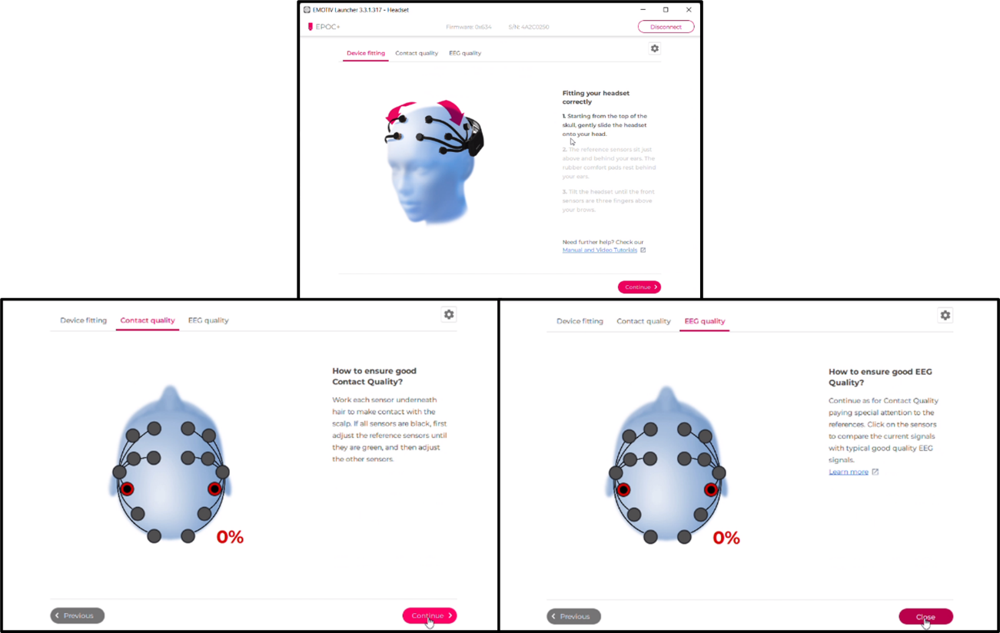 EMOTIV Launcher 3.3.1.317 - Headset
EPOC+
Firmware: 0x634
S/N: 4A2C0250
Disconnect
Device fitting
Contact quality
EEG quality
Fitting your headset
correctly
1. Starting from the top of the
skull, gently slide the headset
onto your head.
2. The reference sensors sit just
above and behind your ears. The
rubber comfort pads rest behind
your ears.
3. Tilt the headset until the front
sensors are three fingers above
your brows.
Need further help? Check our
Manual and Video Tutorials
Continue
Device fitting
Contact quality
EEG quality
How to ensure good
Contact Quality?
Work each sensor underneath
hair to make contact with the
scalp. If all sensors are black, first
adjust the reference sensors until
they are green, and then adjust
the other sensors.
0%
Previous
Continue
Device fitting
Contact quality
EEG quality
How to ensure good EEG
Quality?
Continue as for Contact Quality
paying special attention to the
references. Click on the sensors
to compare the current signals
with typical good quality EEG
signals.
Learn more
0%
Previous
Close